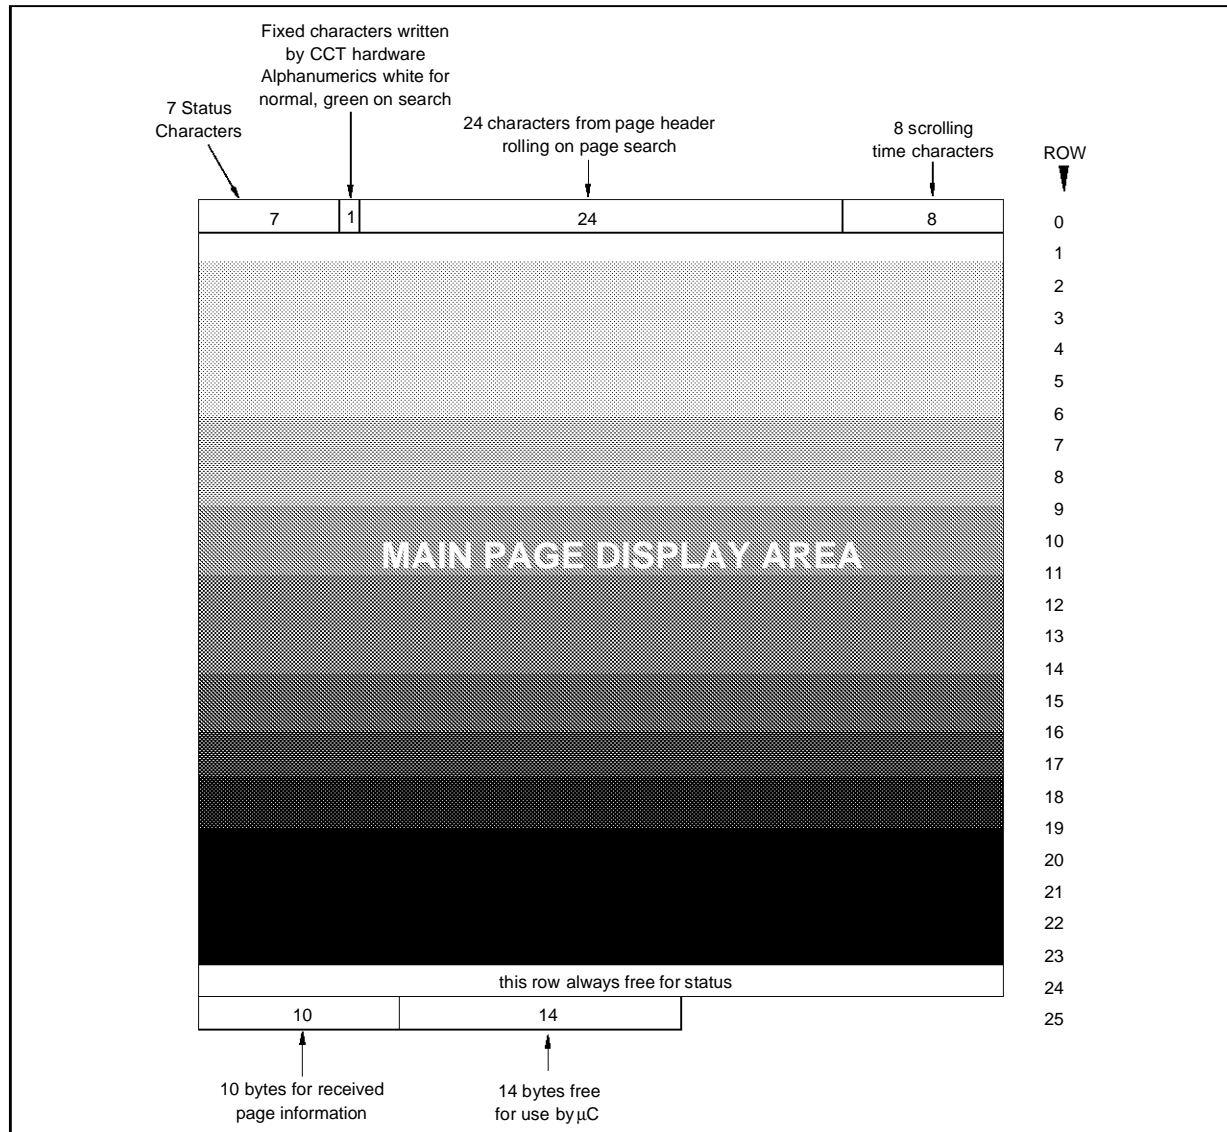 Fixed characters written
by CCT hardware
Alphanumerics white for
normal, green on search
7 Status
Characters
24 characters from page header
rolling on page search
8 scrolling
time characters
ROW
7
1
24
8
0
1
2
3
4
5
6
7
8
9
MAIN PAGE DISPLAY AREA
10
11
12
13
14
15
16
17
18
19
20
21
22
23
this row always free for status
24
10
14
25
10 bytes for received
page information
14 bytes free
for use by μC